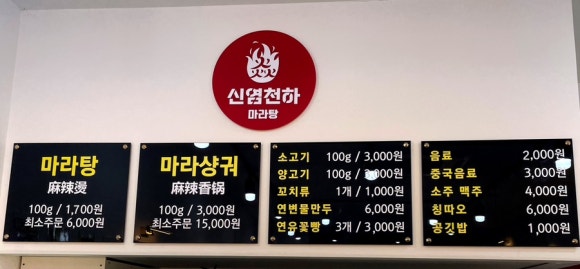 신염천하
마라탕
마라탕
麻辣烫
100g / 1,700원
최소주문 6,000원
마라샹궈
麻辣香锅
100g / 3,000원
최소주문 15,000원
소고기 100g / 3,000원
양고기 100g / 3,000원
꼬치류 1개 / 1,000원
연변물만두 6,000원
연유꽃빵 3개 / 3,000원
음료 2,000원
중국음료 3,000원
소주 맥주 4,000원
칭따오 6,000원
공깃밥 1,000원